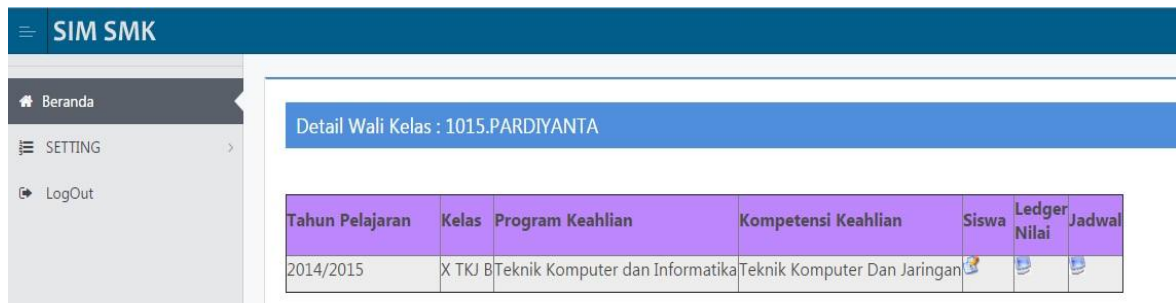 SIM SMK
Beranda
SETTING
LogOut
Detail Wali Kelas : 1015.PARDIYANTA
Tahun Pelajaran Kelas Program Keahlian Kompetensi Keahlian Siswa Ledger Nilai Jadwal
2014/2015 X TKJ B Teknik Komputer dan Informatika Teknik Komputer Dan Jaringan